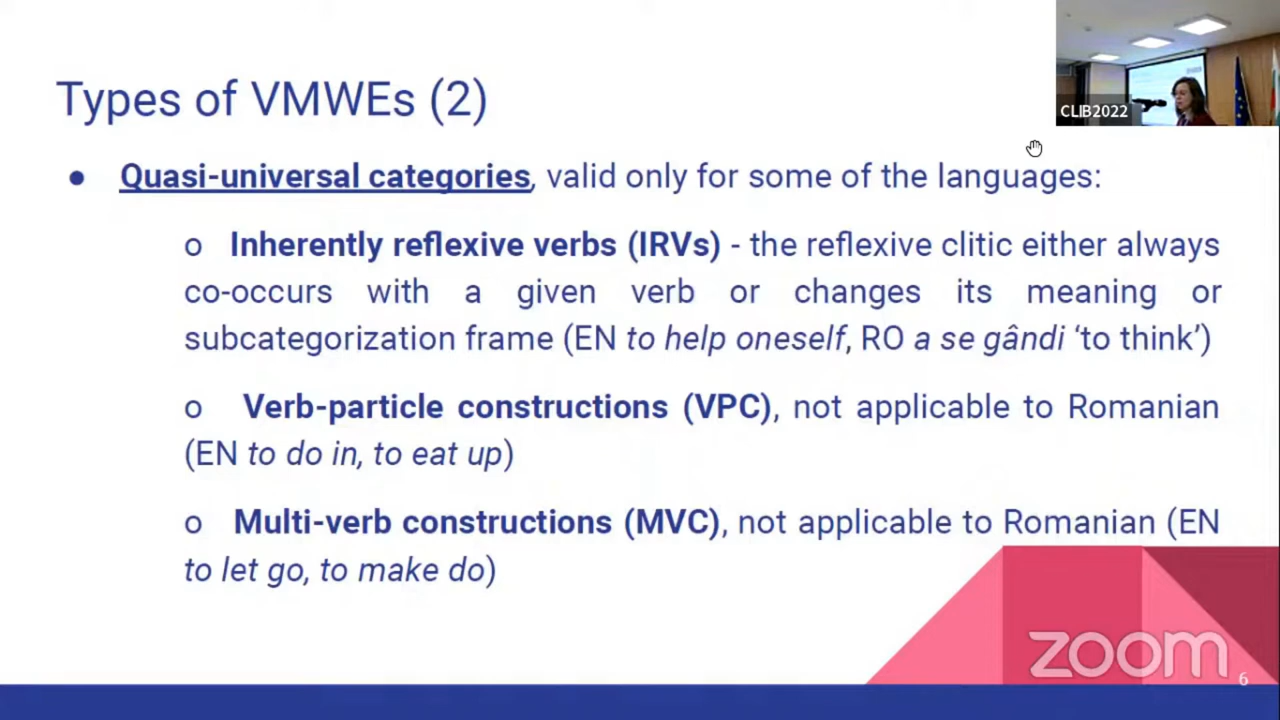 Types of VMWEs (2)
CLIB2022
● Quasi-universal categories, valid only for some of the languages:
o Inherently reflexive verbs (IRVs) - the reflexive clitic either always
co-occurs with a given verb or changes its meaning or
subcategorization frame (EN to help oneself, RO a se gândi ‘to think’)
o Verb-particle constructions (VPC), not applicable to Romanian
(EN to do in, to eat up)
o Multi-verb constructions (MVC), not applicable to Romanian (EN
to let go, to make do)
zoom
6